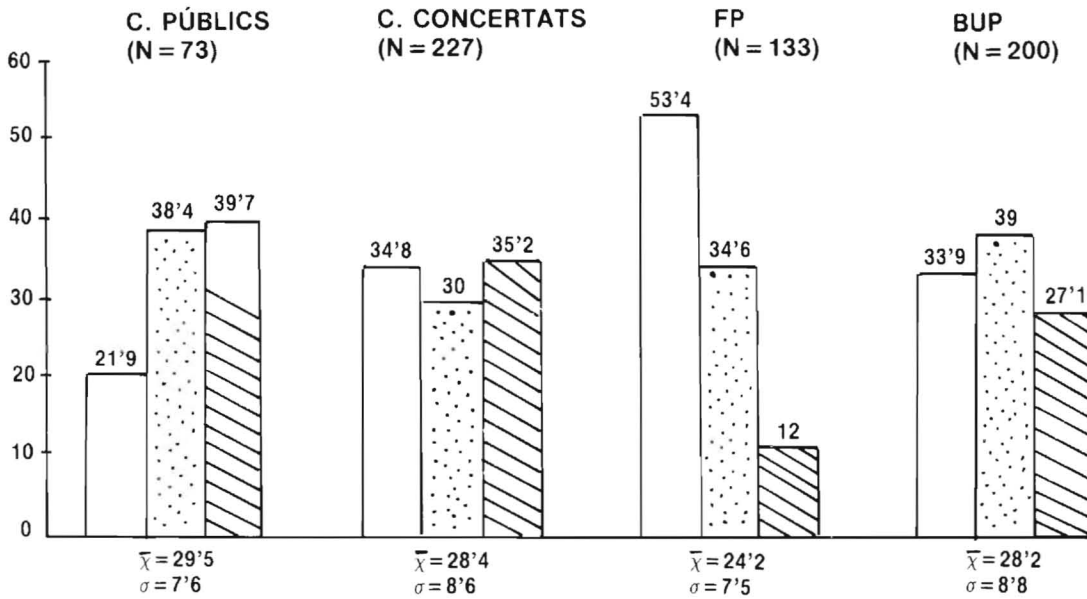 C. PÚBLICS
(N = 73)
C. CONCERTATS
(N = 227)
FP
(N = 133)
BUP
(N = 200)
60
50
40
30
20
10
0
21'9
38'4
39'7
34'8
30
35'2
53'4
34'6
12
33'9
39
27'1
χ̅ = 29'5
σ = 7'6
χ̅ = 28'4
σ = 8'6
χ̅ = 24'2
σ = 7'5
χ̅ = 28'2
σ = 8'8